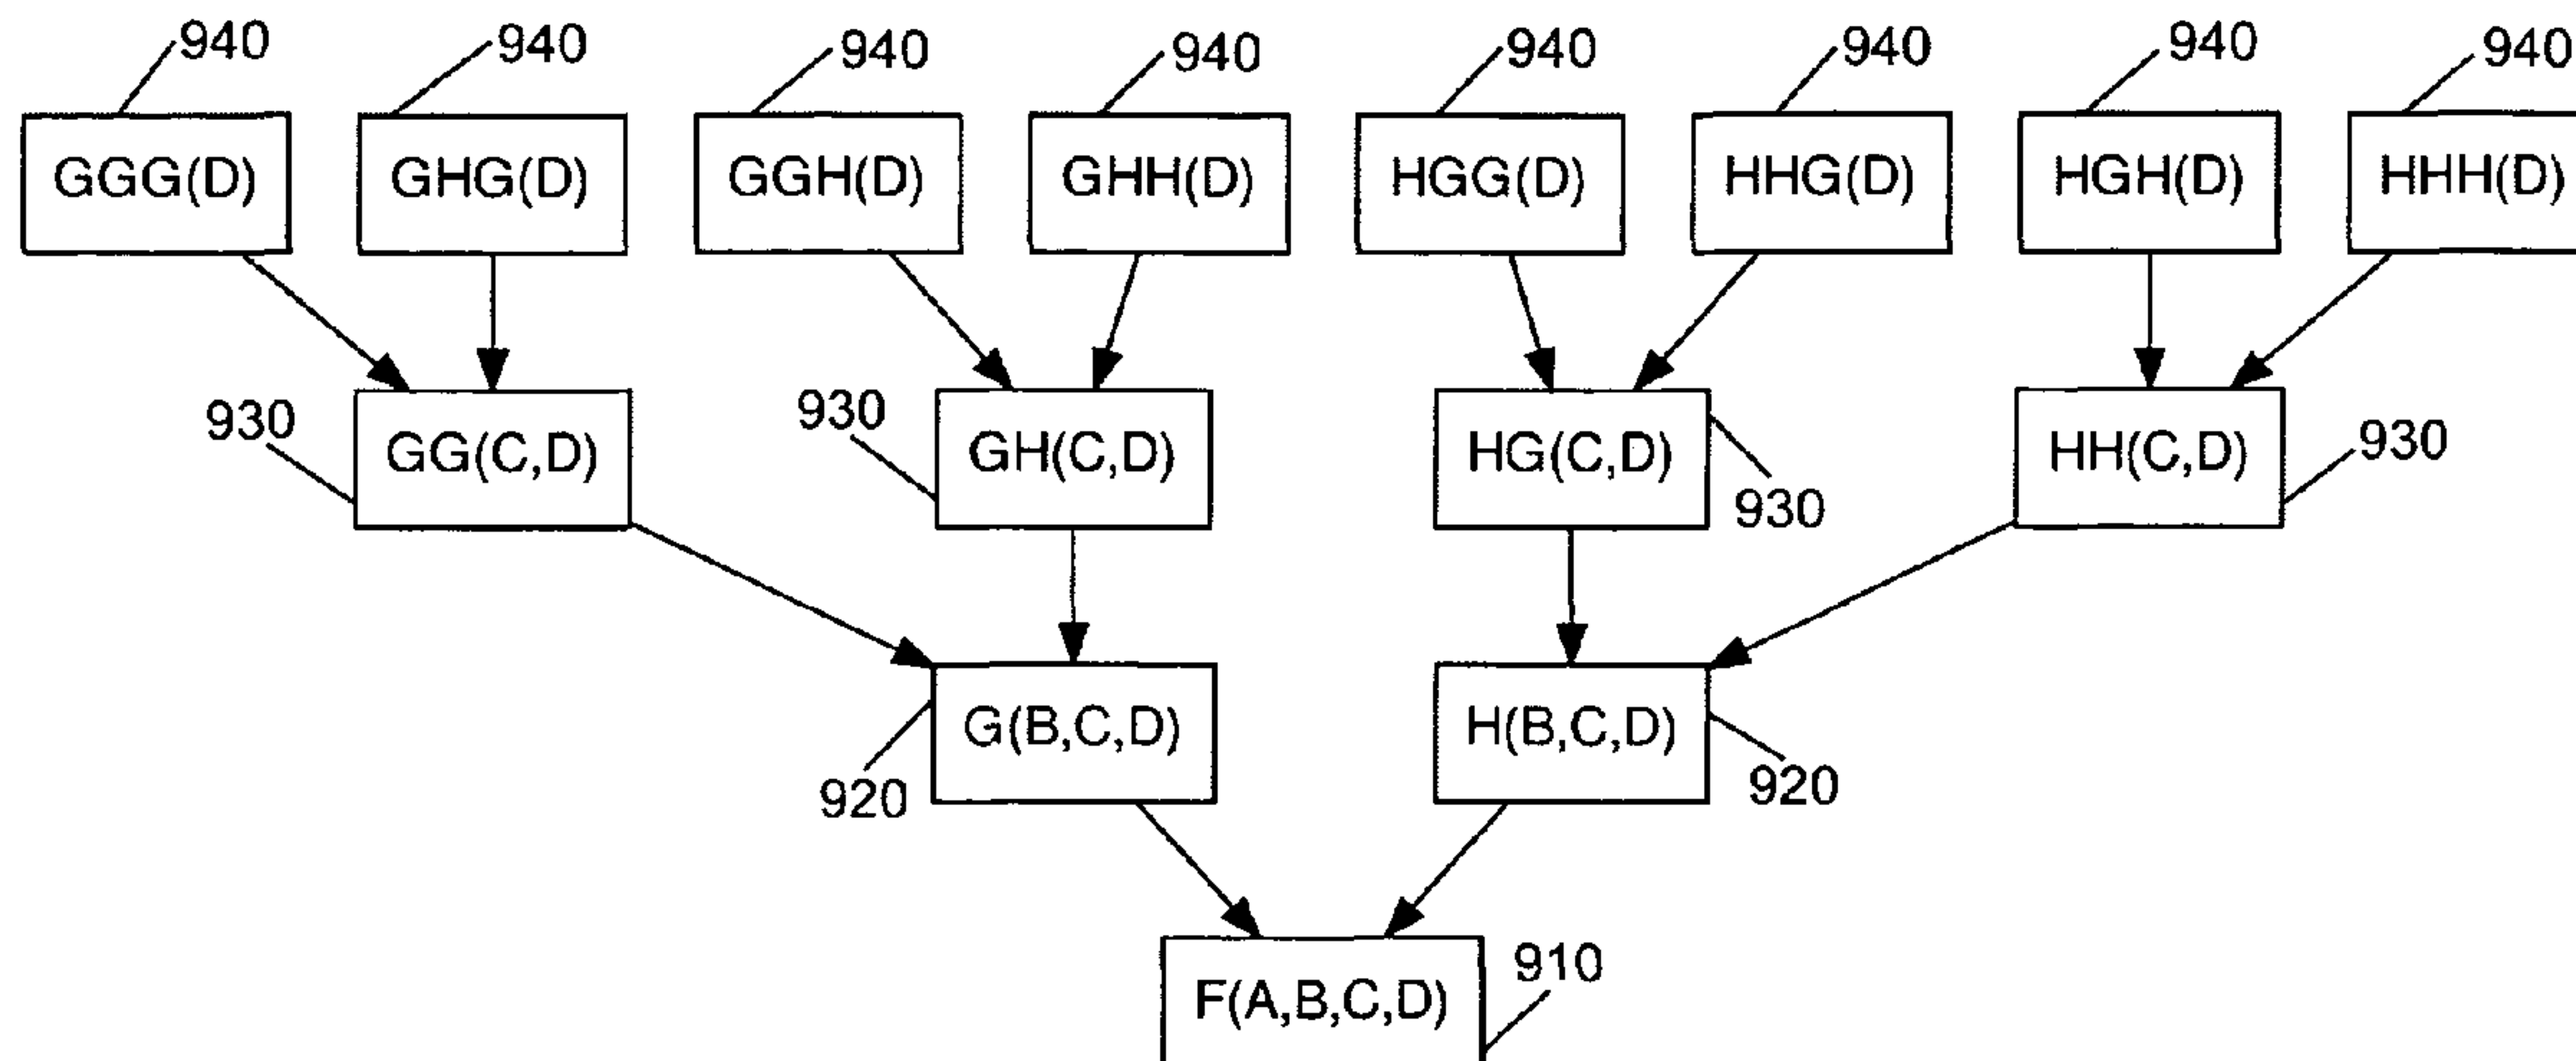 940 940 940 940 940 940 940 940
GGG(D) GHG(D) GGH(D) GHH(D) HGG(D) HHG(D) HGH(D) HHH(D)
930 GG(C,D) 930 GH(C,D) HG(C,D) 930 HH(C,D) 930
G(B,C,D) 920 H(B,C,D) 920
F(A,B,C,D) 910